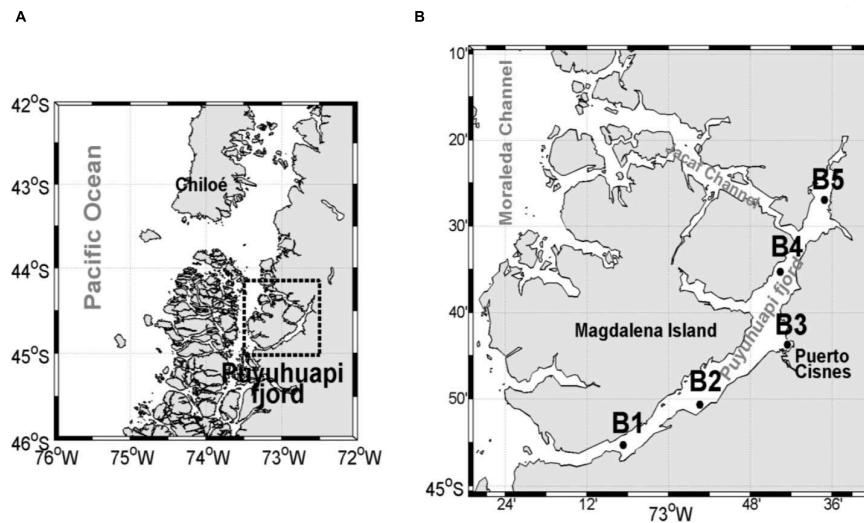 A
B
42°S
43°S
44°S
45°S
46°S
76°W
75°W
74°W
73°W
72°W
Pacific Ocean
Chiloé
Puyuhuapi
fjord
10'
20'
30'
40'
50'
45°S
24'
12'
73°W
48'
36'
Moraleda Channel
Jacaf Channel
Puyuhuapi fjord
Magdalena Island
B5
B4
B3
Puerto
Cisnes
B2
B1